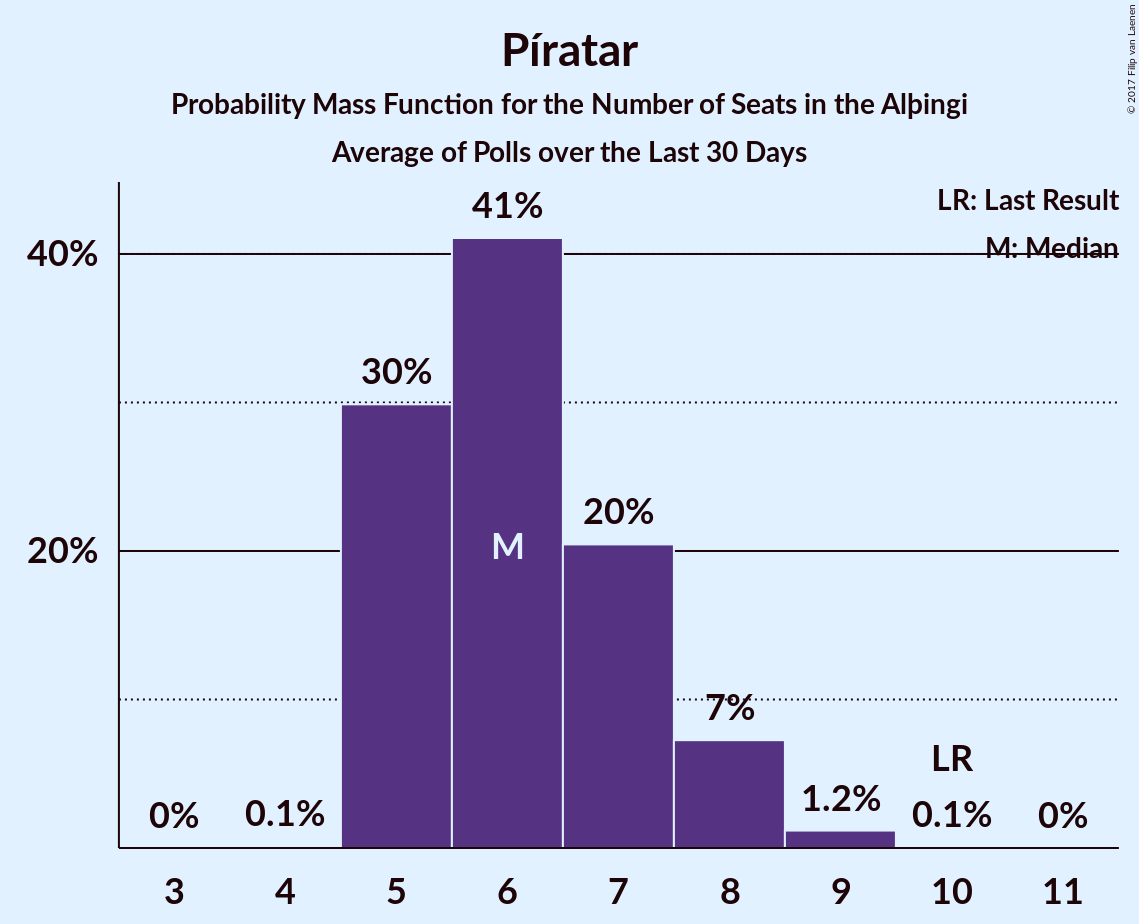 Píratar
Probability Mass Function for the Number of Seats in the Alþingi
Average of Polls over the Last 30 Days
© 2017 Filip van Laenen
LR: Last Result
M: Median
41%
40%
30%
20%
M
20%
7%
LR
0%
0.1%
1.2%
0.1%
0%
3 4 5 6 7 8 9 10 11